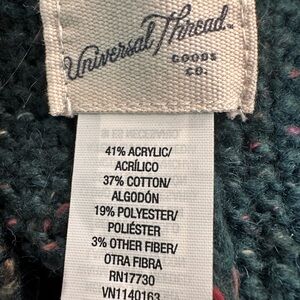 Universal Thread
GOODS
CO.
41% ACRYLIC/
ACRÍLICO
37% COTTON/
ALGODÓN
19% POLYESTER/
POLIÉSTER
3% OTHER FIBER/
OTRA FIBRA
RN17730
VN1140163